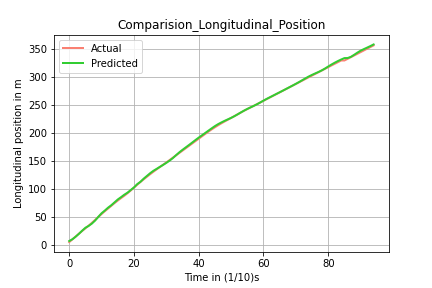 Comparision_Longitudinal_Position
Actual
Predicted
Longitudinal position in m
350
300
250
200
150
100
50
0
0 20 40 60 80
Time in (1/10)s